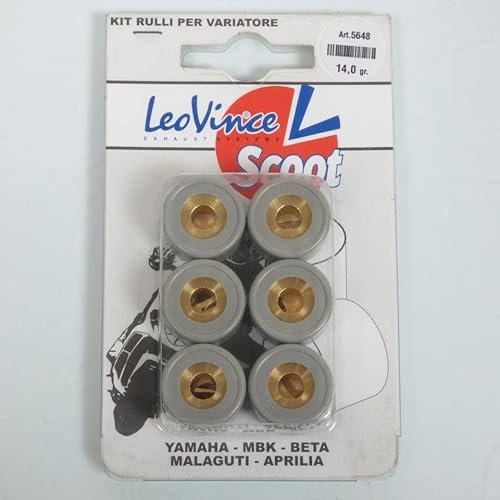 KIT RULLI PER VARIATORE
Art.5648
14,0 gr.
LeoVince
EXHAUST SYSTEMS
Scoot
YAMAHA - MBK - BETA
MALAGUTI - APRILIA